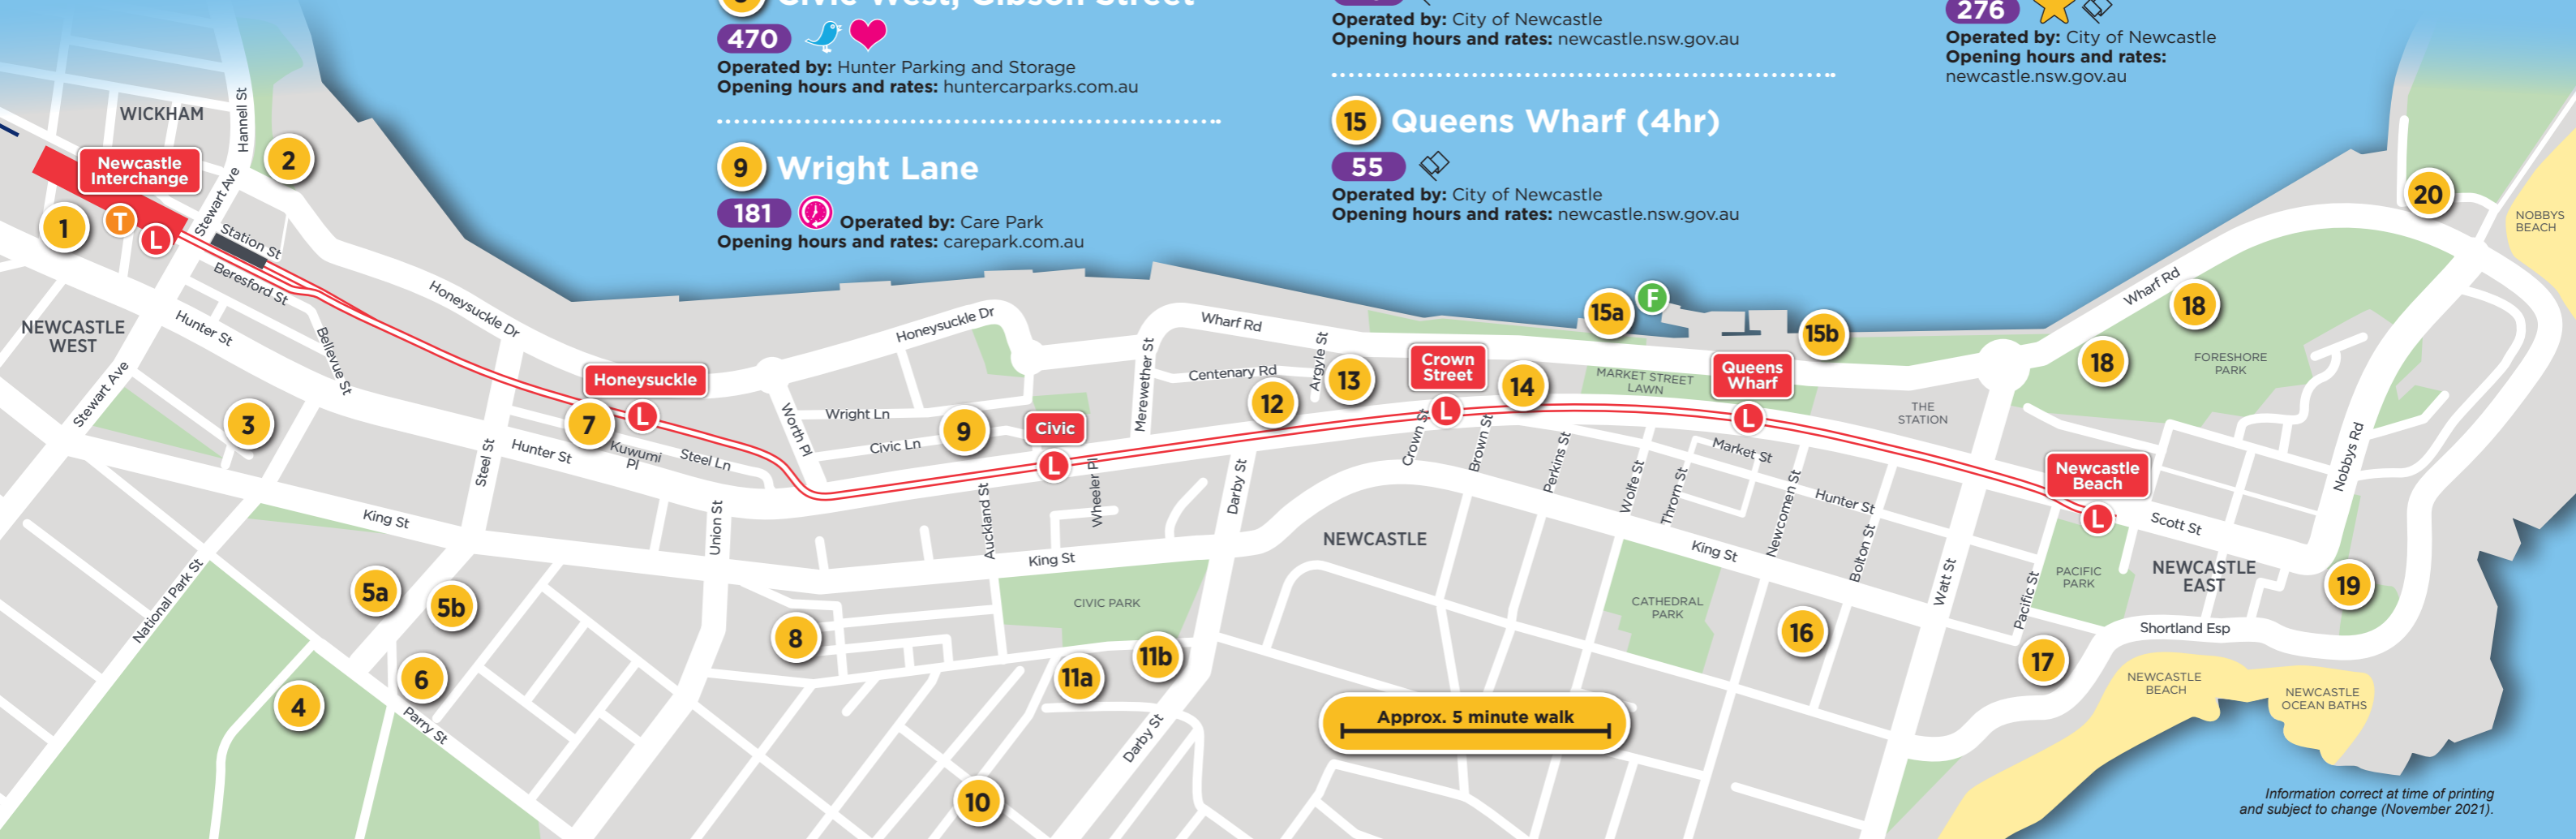 8 Civic West, Gibson Street
470
Operated by: Hunter Parking and Storage
Opening hours and rates: huntercarparks.com.au
9 Wright Lane
181 Operated by: Care Park
Opening hours and rates: carepark.com.au
Operated by: City of Newcastle
Opening hours and rates: newcastle.nsw.gov.au
15 Queens Wharf (4hr)
55
Operated by: City of Newcastle
Opening hours and rates: newcastle.nsw.gov.au
276
Operated by: City of Newcastle
Opening hours and rates:
newcastle.nsw.gov.au
WICKHAM
Hannell St
2
Newcastle
Interchange
1
T
L
Stewart Ave
Station St
Beresford St
NEWCASTLE
WEST
Hunter St
Bellevue St
Honeysuckle Dr
Stewart Ave
3
Honeysuckle
L
7
Kuwumi
Pl
Steel St
Hunter St
Steel Ln
King St
Union St
National Park St
5a
5b
6
4
Parry St
Worth Pl
Honeysuckle Dr
Wright Ln
Civic Ln
9
Civic
L
Auckland St
Wheeler Pl
Merewether St
Wharf Rd
Centenary Rd
Argyle St
12
13
Darby St
King St
CIVIC PARK
8
11a
11b
Darby St
10
Crown
Street
L
14
Crown St
Brown St
Perkins St
NEWCASTLE
15a
F
MARKET STREET
LAWN
Queens
Wharf
L
15b
Market St
Wolfe St
Thorn St
Newcomen St
Hunter St
Bolton St
King St
CATHEDRAL
PARK
16
Approx. 5 minute walk
THE
STATION
Watt St
Wharf Rd
18
18
FORESHORE
PARK
20
NOBBYS
BEACH
Newcastle
Beach
L
Scott St
Nobbys Rd
PACIFIC
PARK
Pacific St
NEWCASTLE
EAST
19
Shortland Esp
17
NEWCASTLE
BEACH
NEWCASTLE
OCEAN BATHS
Information correct at time of printing
and subject to change (November 2021).